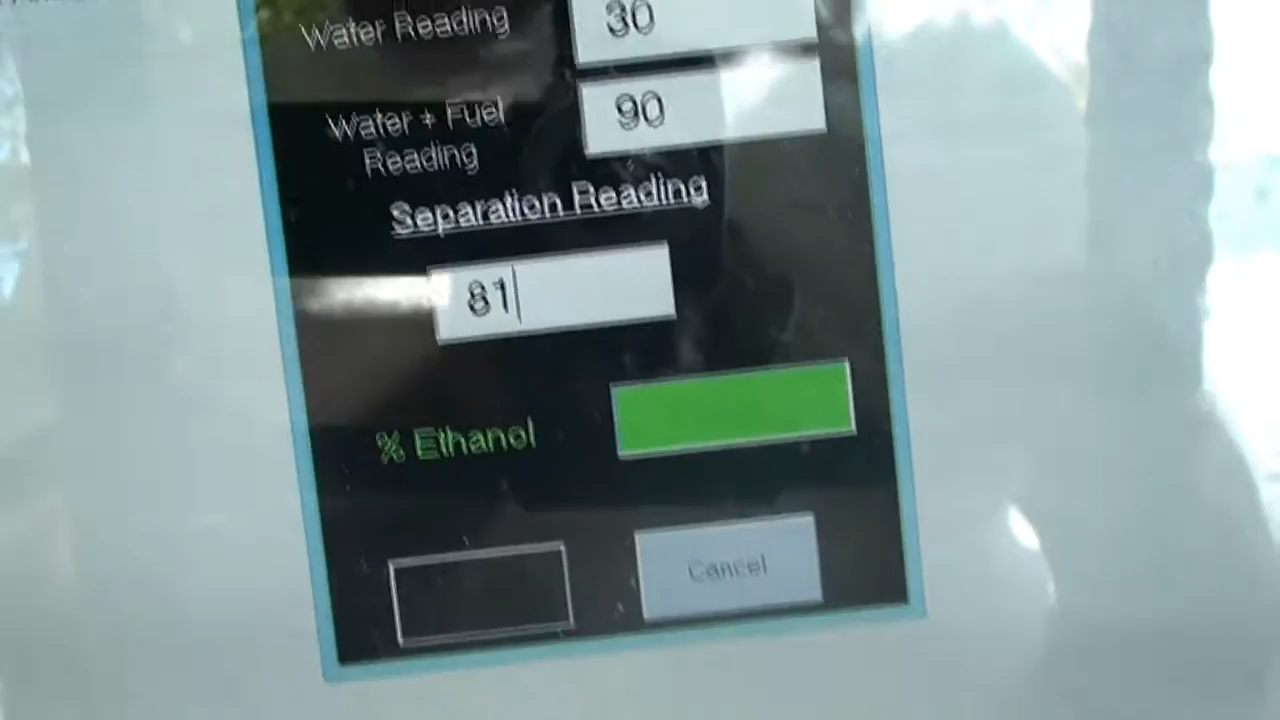 Water Reading 30
Water + Fuel 90
Reading
Separation Reading
81
% Ethanol
Cancel